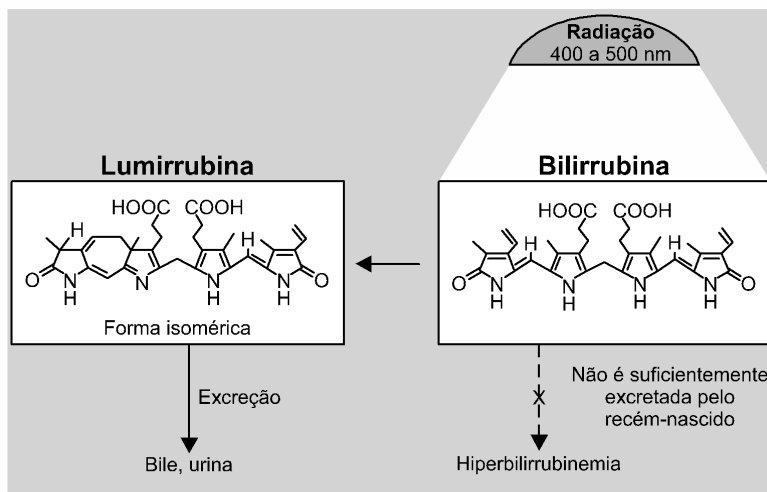 Radiação
400 a 500 nm
Lumirrubina
Bilirrubina
HOOC COOH
H
O
N
H
N
N
H
N
H
O
Forma isomérica
HOOC COOH
H
H
O
N
H
N
H
N
H
N
H
O
Excreção
Bile, urina
X
Não é suficientemente
excretada pelo
recém-nascido
Hiperbilirrubinemia